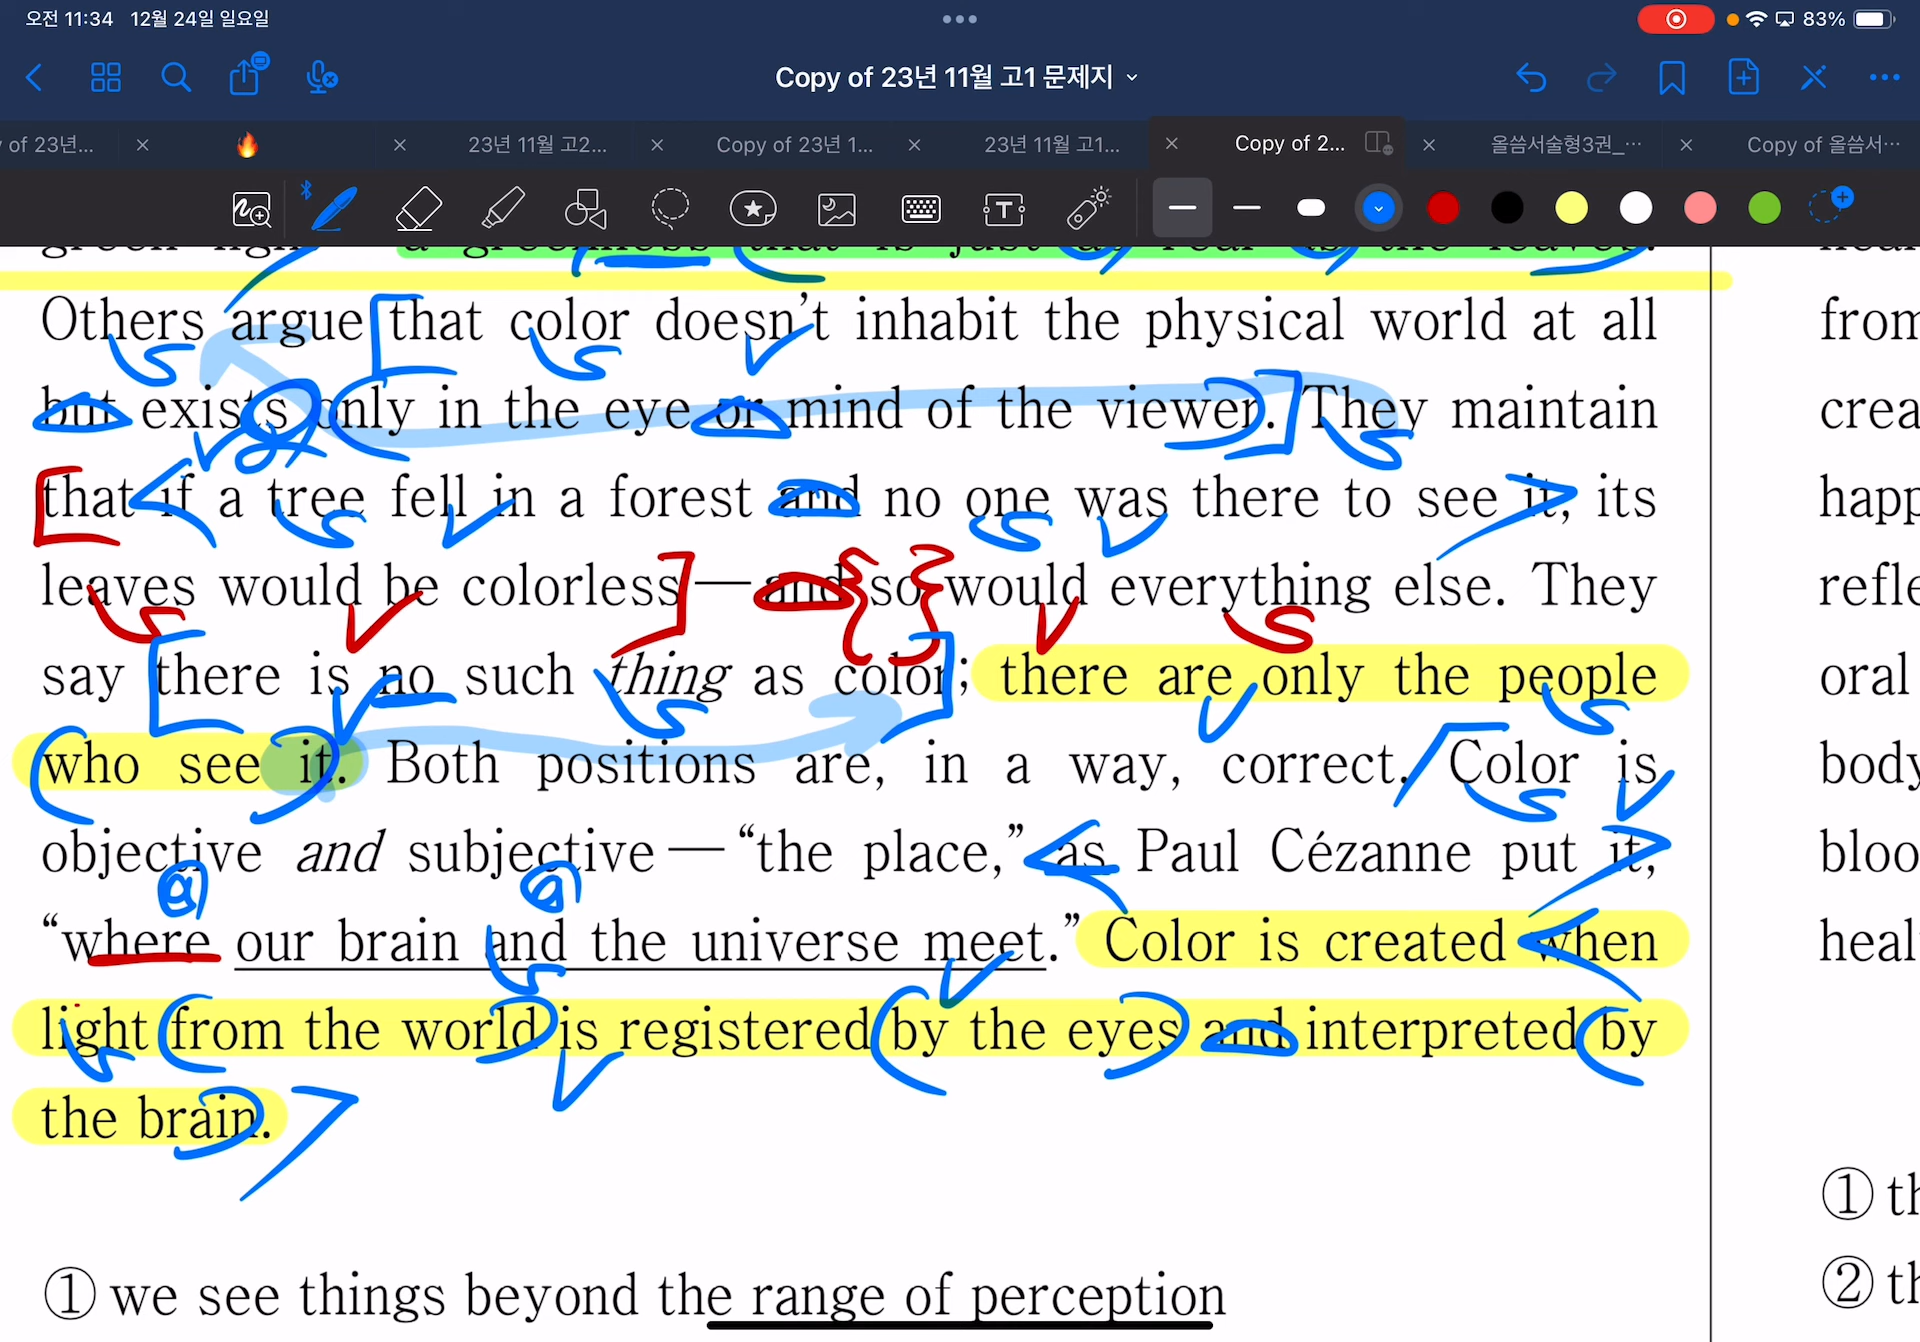 오전 11:34 12월 24일 일요일
83%
Copy of 23년 11월 고1 문제지
of 23년...
23년 11월 고2...
Copy of 23년 1...
23년 11월 고1...
Copy of 2...
올씀서술형3권_...
Copy of 올씀서...
green a greenness that is just as real as the leaves.
Others argue that color doesn't inhabit the physical world at all
but exists only in the eye or mind of the viewer. They maintain
that if a tree fell in a forest and no one was there to see it, its
leaves would be colorless — and so would everything else. They
say there is no such thing as color; there are only the people
who see it. Both positions are, in a way, correct. Color is
objective and subjective — “the place,” as Paul Cézanne put it,
“where our brain and the universe meet.” Color is created when
light from the world is registered by the eyes and interpreted by
the brain.
① we see things beyond the range of perception
from
crea
happ
refle
oral
body
bloo
heal
① th
② th